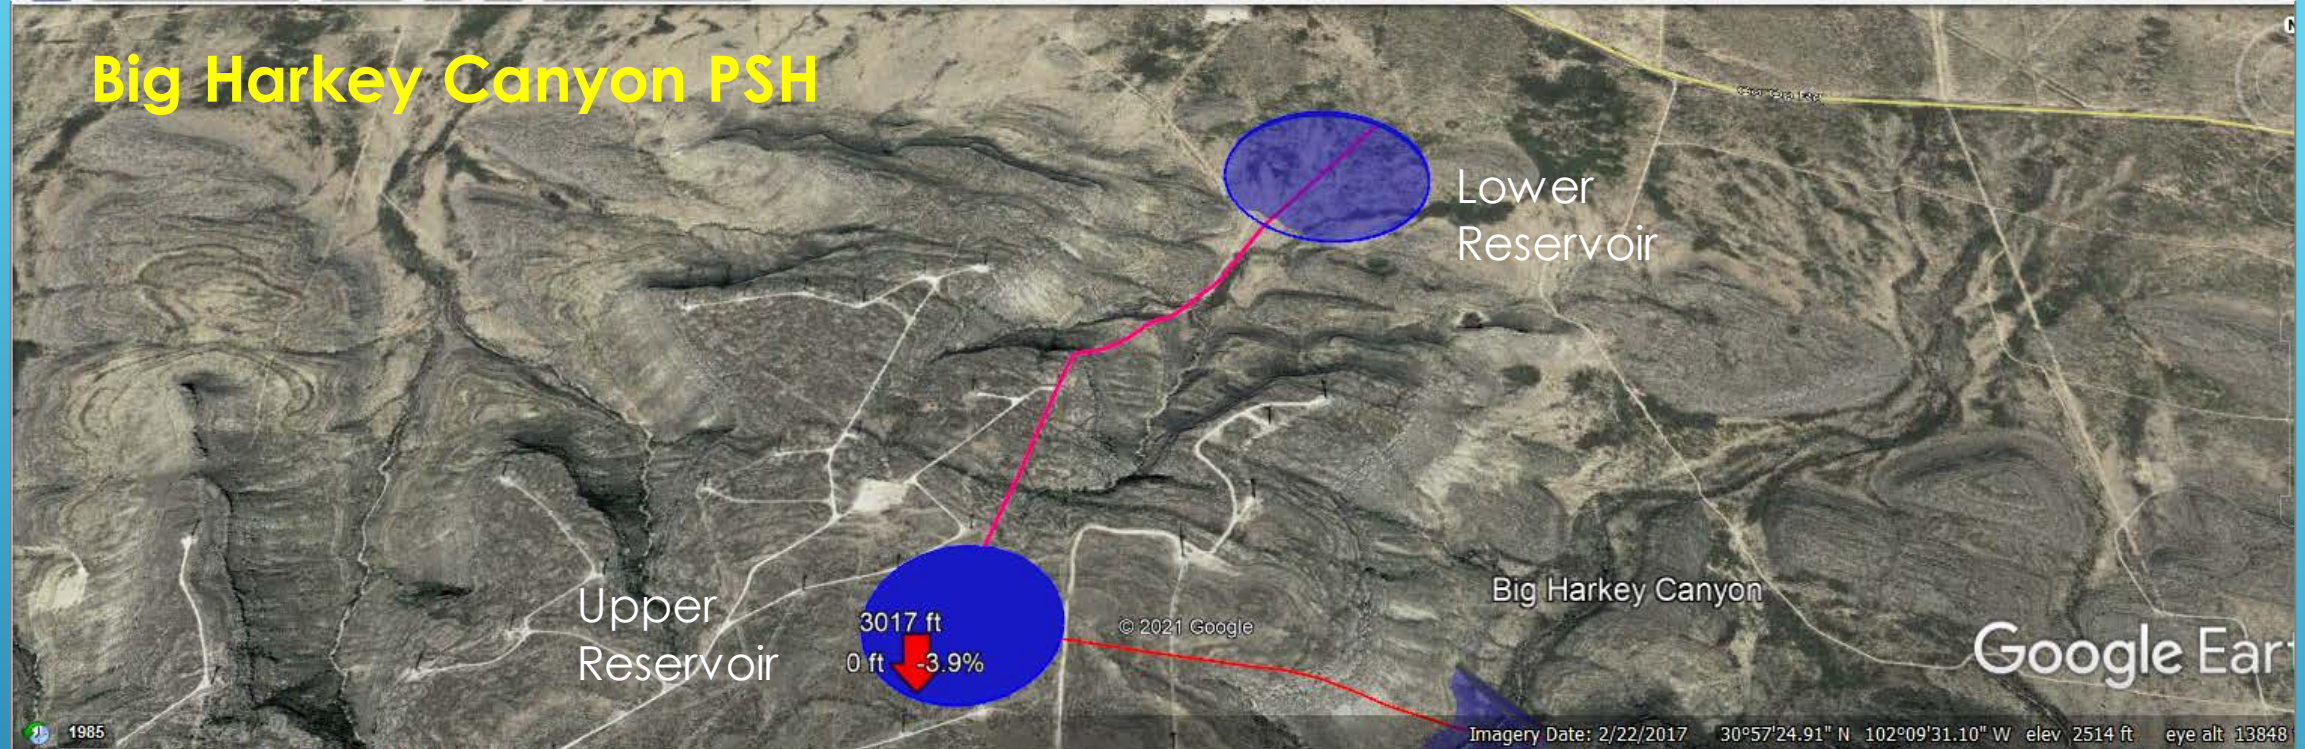 Big Harkey Canyon PSH
Lower
Reservoir
Upper
Reservoir
3017 ft
0 ft -3.9%
© 2021 Google
Big Harkey Canyon
Google Ear
1985
Imagery Date: 2/22/2017 30°57'24.91" N 102°09'31.10" W elev 2514 ft eye alt 13848